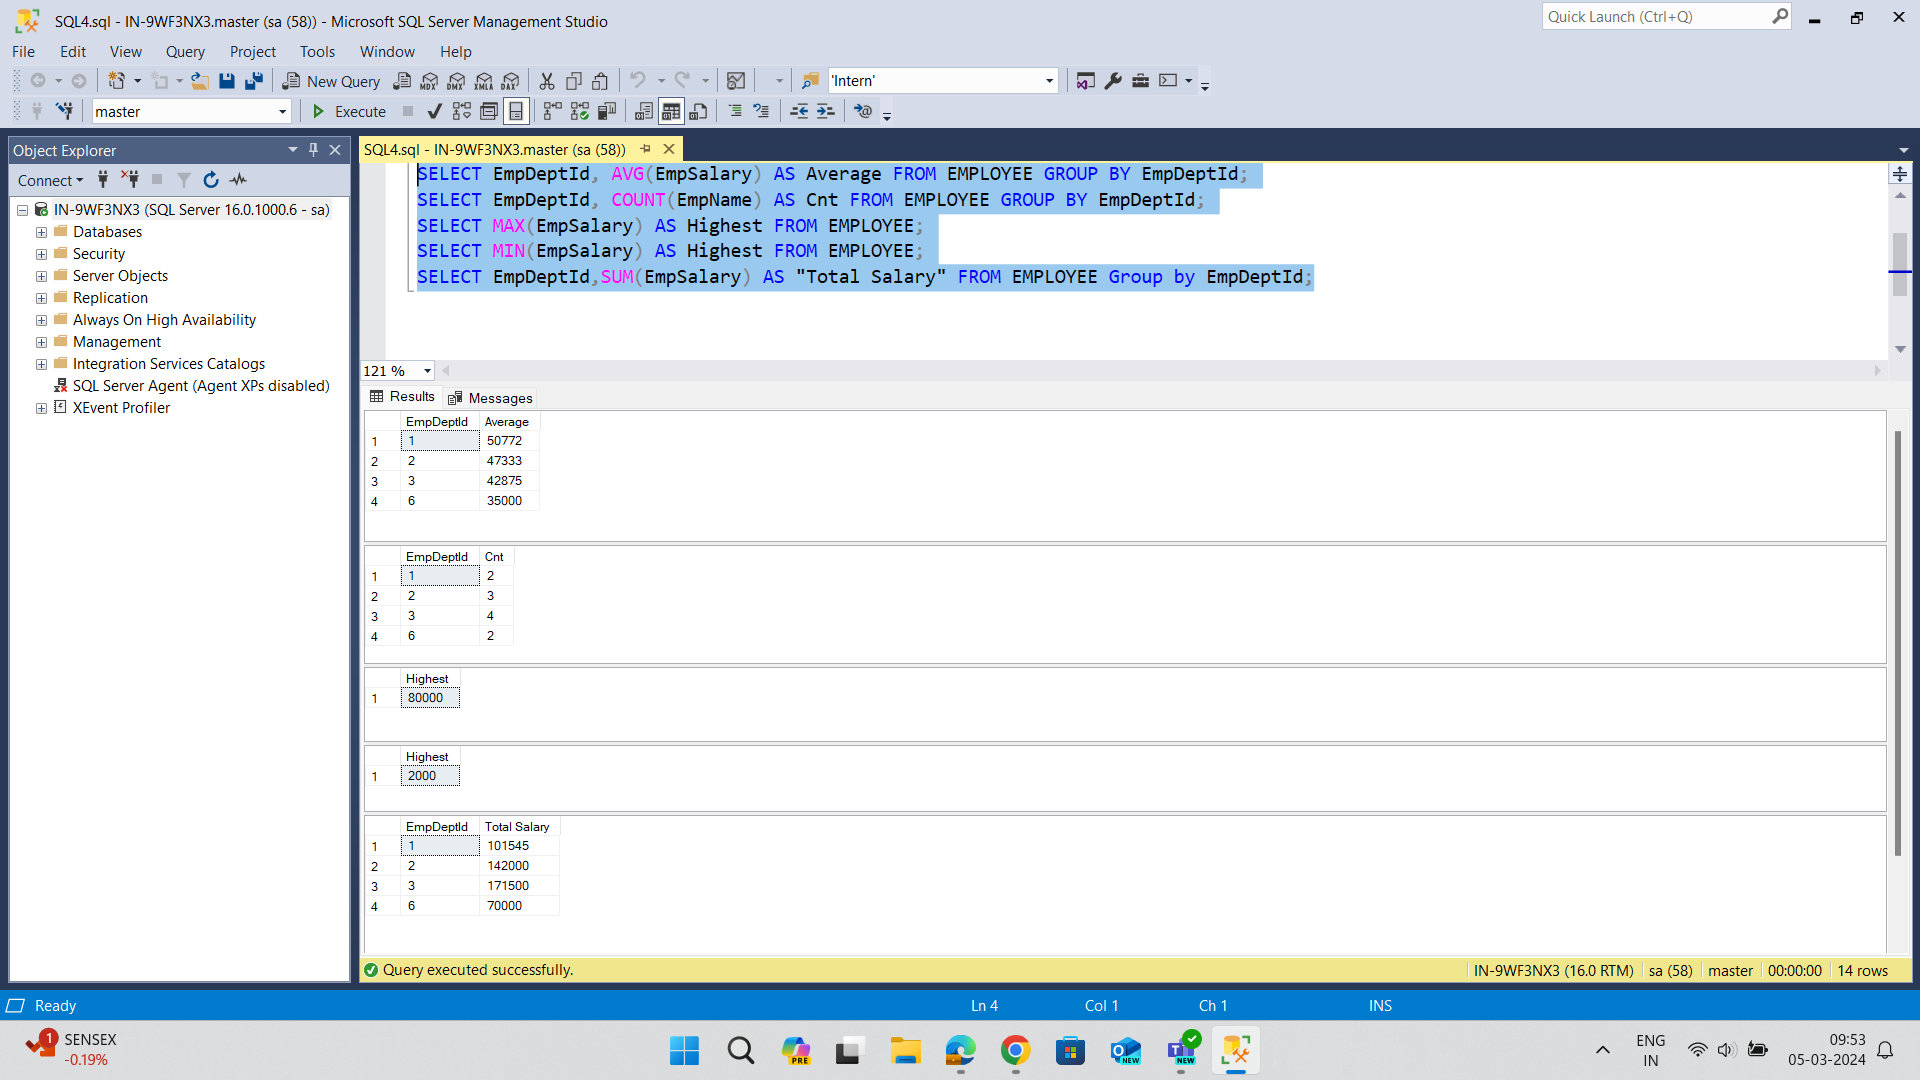 SQL4.sql - IN-9WF3NX3.master (sa (58)) - Microsoft SQL Server Management Studio
Quick Launch (Ctrl+Q)
File Edit View Query Project Tools Window Help
New Query
MDX DMX XMLA DAX
'Intern'
master
Execute
Object Explorer
SQL4.sql - IN-9WF3NX3.master (sa (58))
Connect
IN-9WF3NX3 (SQL Server 16.0.1000.6 - sa)
Databases
Security
Server Objects
Replication
Always On High Availability
Management
Integration Services Catalogs
SQL Server Agent (Agent XPs disabled)
XEvent Profiler
SELECT EmpDeptId, AVG(EmpSalary) AS Average FROM EMPLOYEE GROUP BY EmpDeptId;
SELECT EmpDeptId, COUNT(EmpName) AS Cnt FROM EMPLOYEE GROUP BY EmpDeptId;
SELECT MAX(EmpSalary) AS Highest FROM EMPLOYEE;
SELECT MIN(EmpSalary) AS Highest FROM EMPLOYEE;
SELECT EmpDeptId,SUM(EmpSalary) AS "Total Salary" FROM EMPLOYEE Group by EmpDeptId;
121 %
Results Messages
EmpDeptId Average
1 1 50772
2 2 47333
3 3 42875
4 6 35000
EmpDeptId Cnt
1 1 2
2 2 3
3 3 4
4 6 2
Highest
1 80000
Highest
1 2000
EmpDeptId Total Salary
1 1 101545
2 2 142000
3 3 171500
4 6 70000
Query executed successfully.
IN-9WF3NX3 (16.0 RTM) sa (58) master 00:00:00 14 rows
Ready
Ln 4 Col 1 Ch 1 INS
1
SENSEX
-0.19%
PRE
NEW
NEW
ENG
IN
09:53
05-03-2024